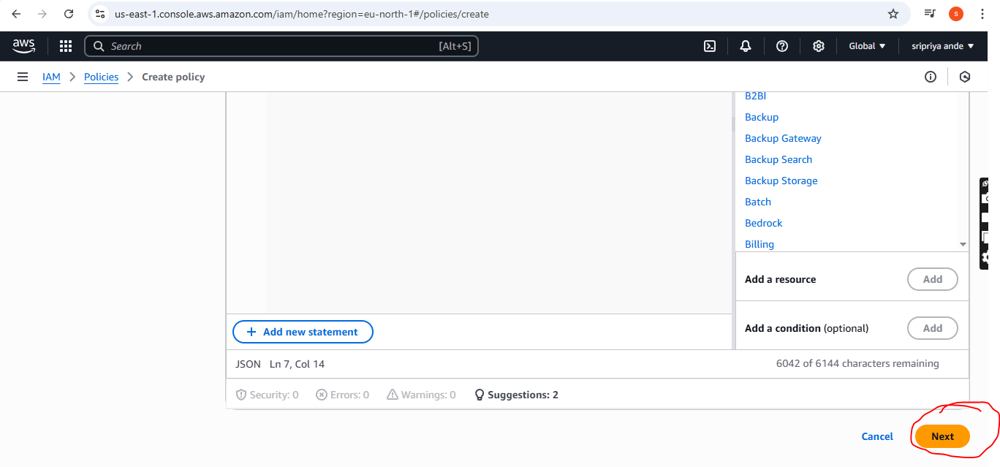 us-east-1.console.aws.amazon.com/iam/home?region=eu-north-1#/policies/create
s
aws
Search [Alt+S]
Global
sripriya ande
IAM > Policies > Create policy
B2BI
Backup
Backup Gateway
Backup Search
Backup Storage
Batch
Bedrock
Billing
Add a resource Add
+ Add new statement
Add a condition (optional) Add
JSON Ln 7, Col 14
6042 of 6144 characters remaining
Security: 0 Errors: 0 Warnings: 0 Suggestions: 2
Cancel Next